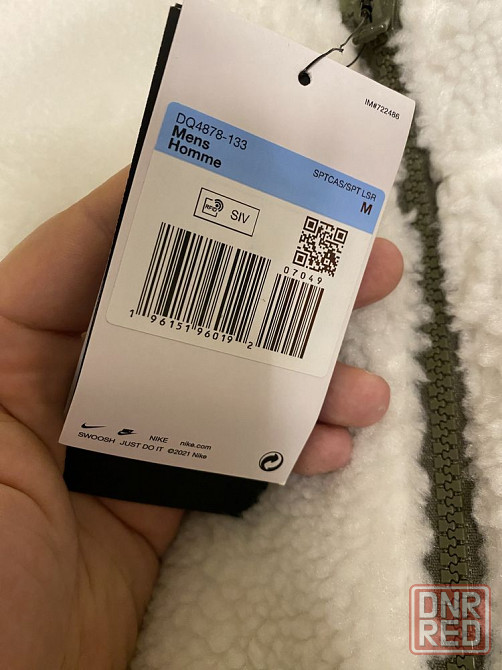 IM#722486
DQ4878-133
Mens
Homme
SPTCAS/SPT LSR
M
RFID SIV
07049
1 96151 96019 2
SWOOSH JUST DO IT NIKE nike.com
©2021 Nike
DNR
RED